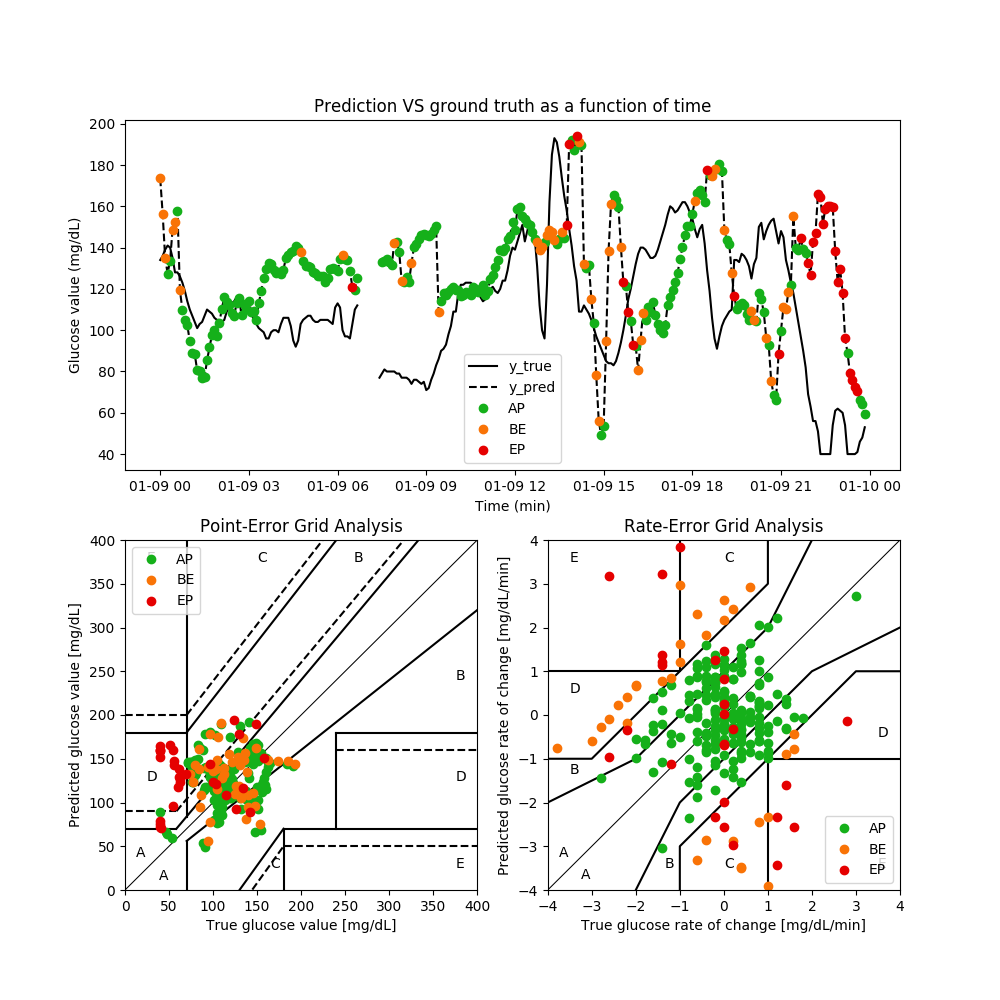 Prediction VS ground truth as a function of time
Glucose value (mg/dL)
200
180
160
140
120
100
80
60
40
y_true
y_pred
AP
BE
EP
01-09 00 01-09 03 01-09 06 01-09 09 01-09 12 01-09 15 01-09 18 01-09 21 01-10 00
Time (min)
Point-Error Grid Analysis
Predicted glucose value [mg/dL]
400
350
300
250
200
150
100
50
0
AP
BE
EP
C
B
B
D
D
A
A
C
E
0 50 100 150 200 250 300 350 400
True glucose value [mg/dL]
Rate-Error Grid Analysis
Predicted glucose rate of change [mg/dL/min]
4
3
2
1
0
−1
−2
−3
−4
E
C
D
D
B
A
A
B
C
E
AP
BE
EP
−4 −3 −2 −1 0 1 2 3 4
True glucose rate of change [mg/dL/min]